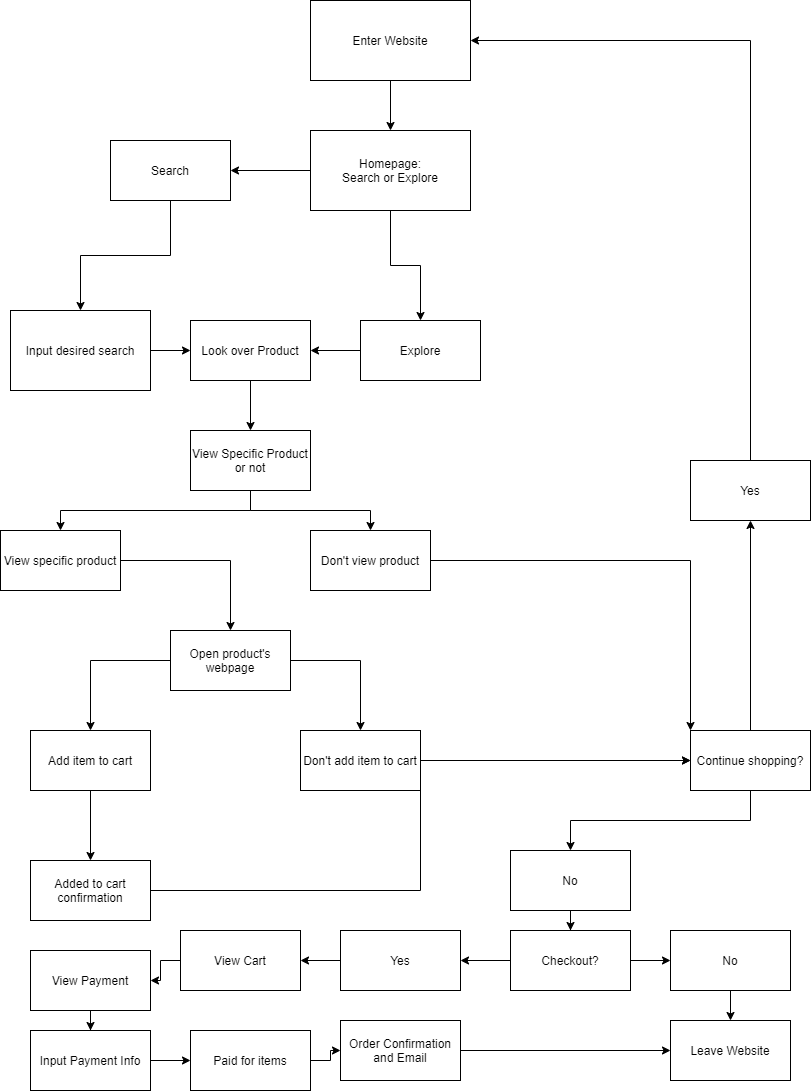 Enter Website
Homepage:
Search or Explore
Search
Input desired search
Look over Product
Explore
View Specific Product
or not
Yes
View specific product
Don't view product
Open product's
webpage
Add item to cart
Don't add item to cart
Continue shopping?
Added to cart
confirmation
No
View Cart
Yes
Checkout?
No
View Payment
Input Payment Info
Paid for items
Order Confirmation
and Email
Leave Website